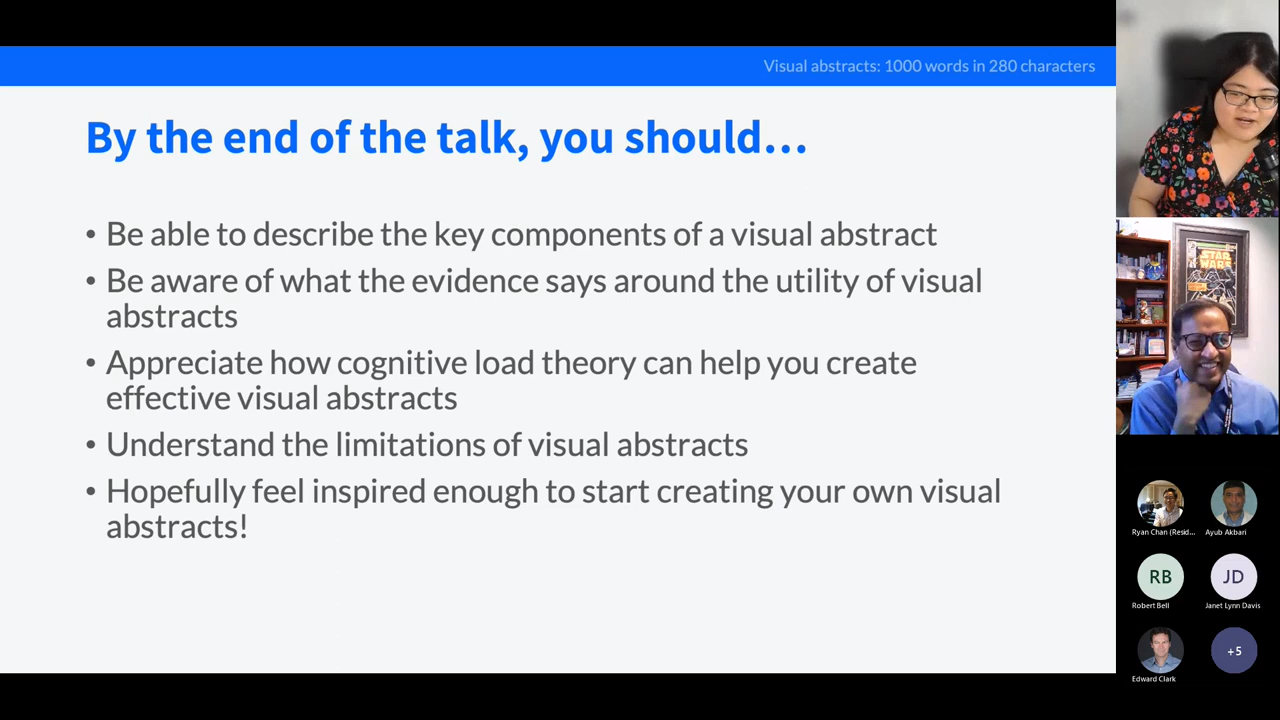 Visual abstracts: 1000 words in 280 characters
By the end of the talk, you should...
• Be able to describe the key components of a visual abstract
• Be aware of what the evidence says around the utility of visual
abstracts
• Appreciate how cognitive load theory can help you create
effective visual abstracts
• Understand the limitations of visual abstracts
• Hopefully feel inspired enough to start creating your own visual
abstracts!
STAR
WARS
Ryan Chan (Resid...
Ayub Akbari
RB
JD
Robert Bell
Janet Lynn Davis
+5
Edward Clark